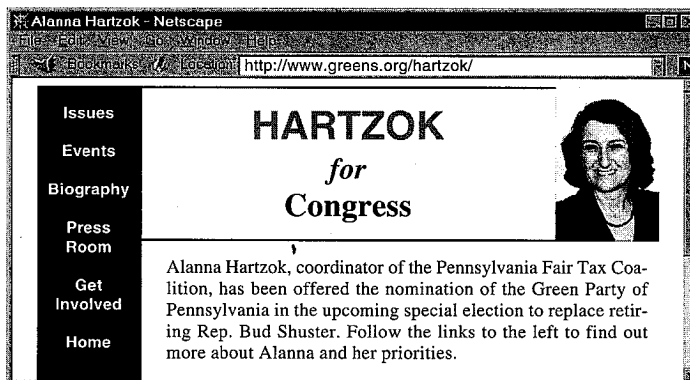 Alanna Hartzok - Netscape
File Edit View Go Window Help
Bookmarks Location: http://www.greens.org/hartzok/ N
Issues
Events
Biography
Press
Room
Get
Involved
Home
HARTZOK
for
Congress
Alanna Hartzok, coordinator of the Pennsylvania Fair Tax Coa-
lition, has been offered the nomination of the Green Party of
Pennsylvania in the upcoming special election to replace retir-
ing Rep. Bud Shuster. Follow the links to the left to find out
more about Alanna and her priorities.